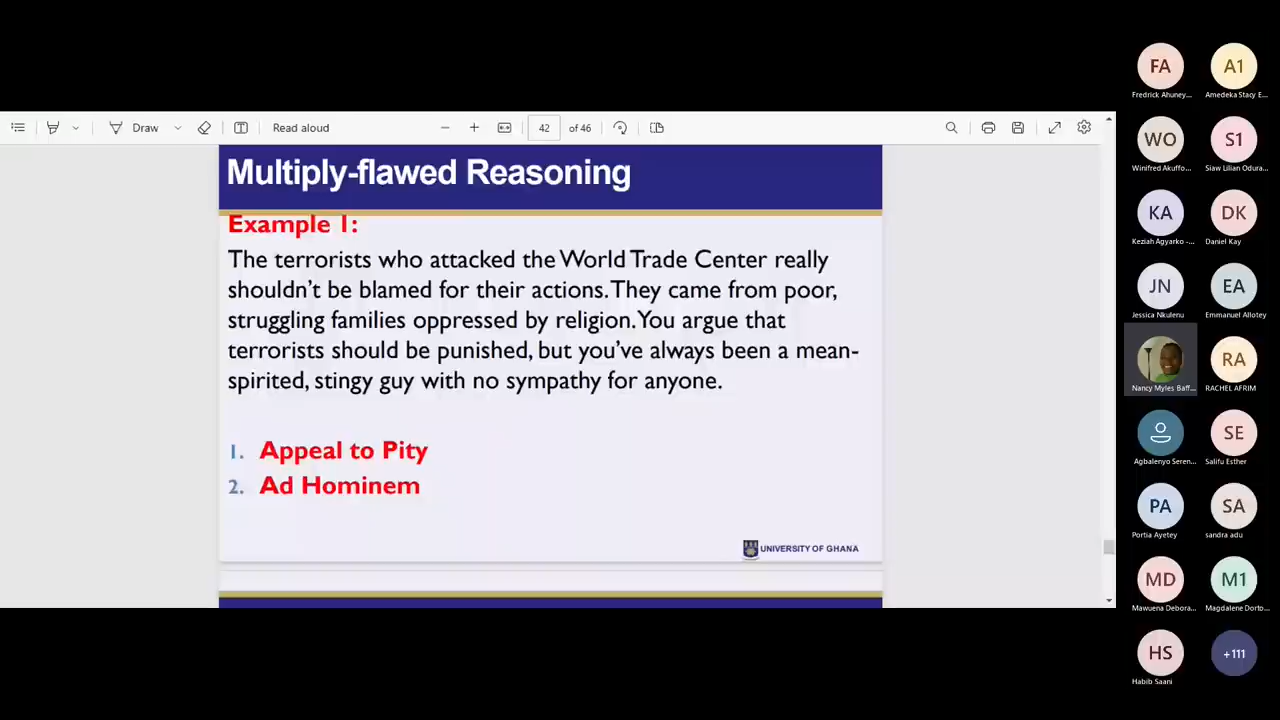 Draw
Read aloud
42 of 46
Multiply-flawed Reasoning
Example 1:
The terrorists who attacked the World Trade Center really
shouldn't be blamed for their actions. They came from poor,
struggling families oppressed by religion. You argue that
terrorists should be punished, but you've always been a mean-
spirited, stingy guy with no sympathy for anyone.
1. Appeal to Pity
2. Ad Hominem
UNIVERSITY OF GHANA
FA A1
Fredrick Ahuney... Amedeka Stacy E...
WO S1
Winifred Akuffo... Siaw Lilian Odura...
KA DK
Keziah Agyarko -... Daniel Kay
JN EA
Jessica Nkulenu Emmanuel Allotey
RA
Nancy Myles Baff... RACHEL AFRIM
SE
Agbalenyo Seren... Salifu Esther
PA SA
Portia Ayetey sandra adu
MD M1
Mawuena Debora... Magdalene Dorto...
HS +111
Habib Saani